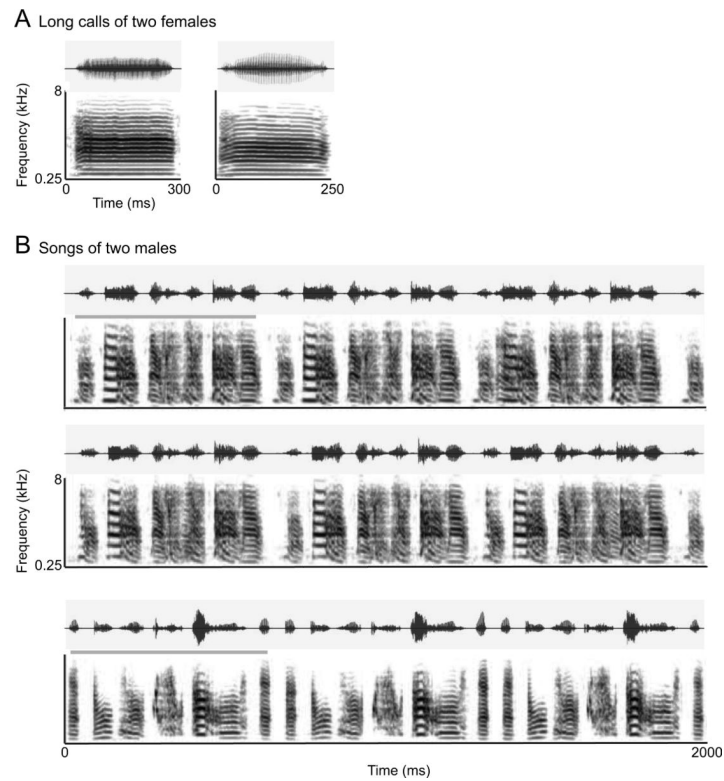 A Long calls of two females
8
Frequency (kHz)
0.25
0
300
0
250
Time (ms)
B Songs of two males
8
Frequency (kHz)
0.25
0
2000
Time (ms)